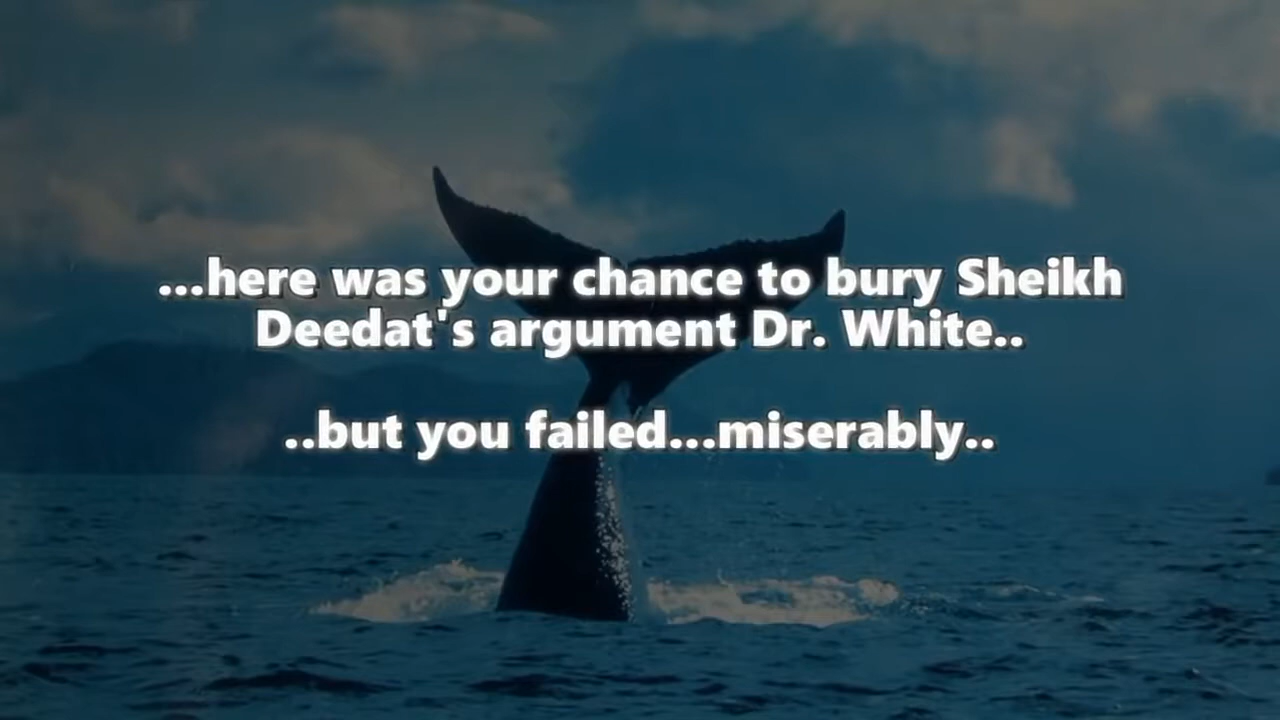 ...here was your chance to bury Sheikh
Deedat's argument Dr. White..
..but you failed...miserably..